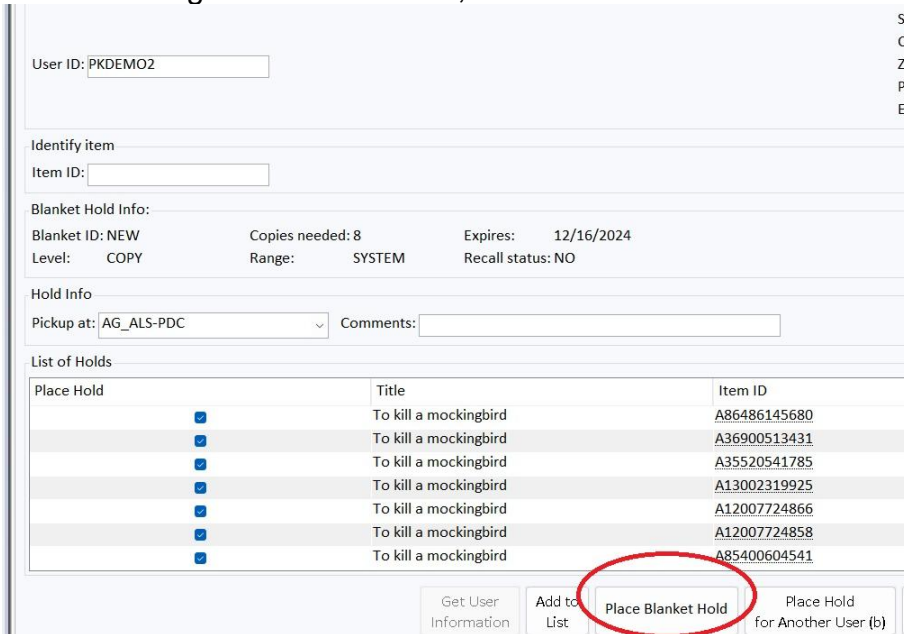 S
C
User ID: PKDEMO2
Z
P
E
Identify item
Item ID:
Blanket Hold Info:
Blanket ID: NEW Copies needed: 8 Expires: 12/16/2024
Level: COPY Range: SYSTEM Recall status: NO
Hold Info
Pickup at: AG_ALS-PDC Comments:
List of Holds
Place Hold Title Item ID
To kill a mockingbird A86486145680
To kill a mockingbird A36900513431
To kill a mockingbird A35520541785
To kill a mockingbird A13002319925
To kill a mockingbird A12007724866
To kill a mockingbird A12007724858
To kill a mockingbird A85400604541
Get User Information Add to List Place Blanket Hold Place Hold for Another User (b)